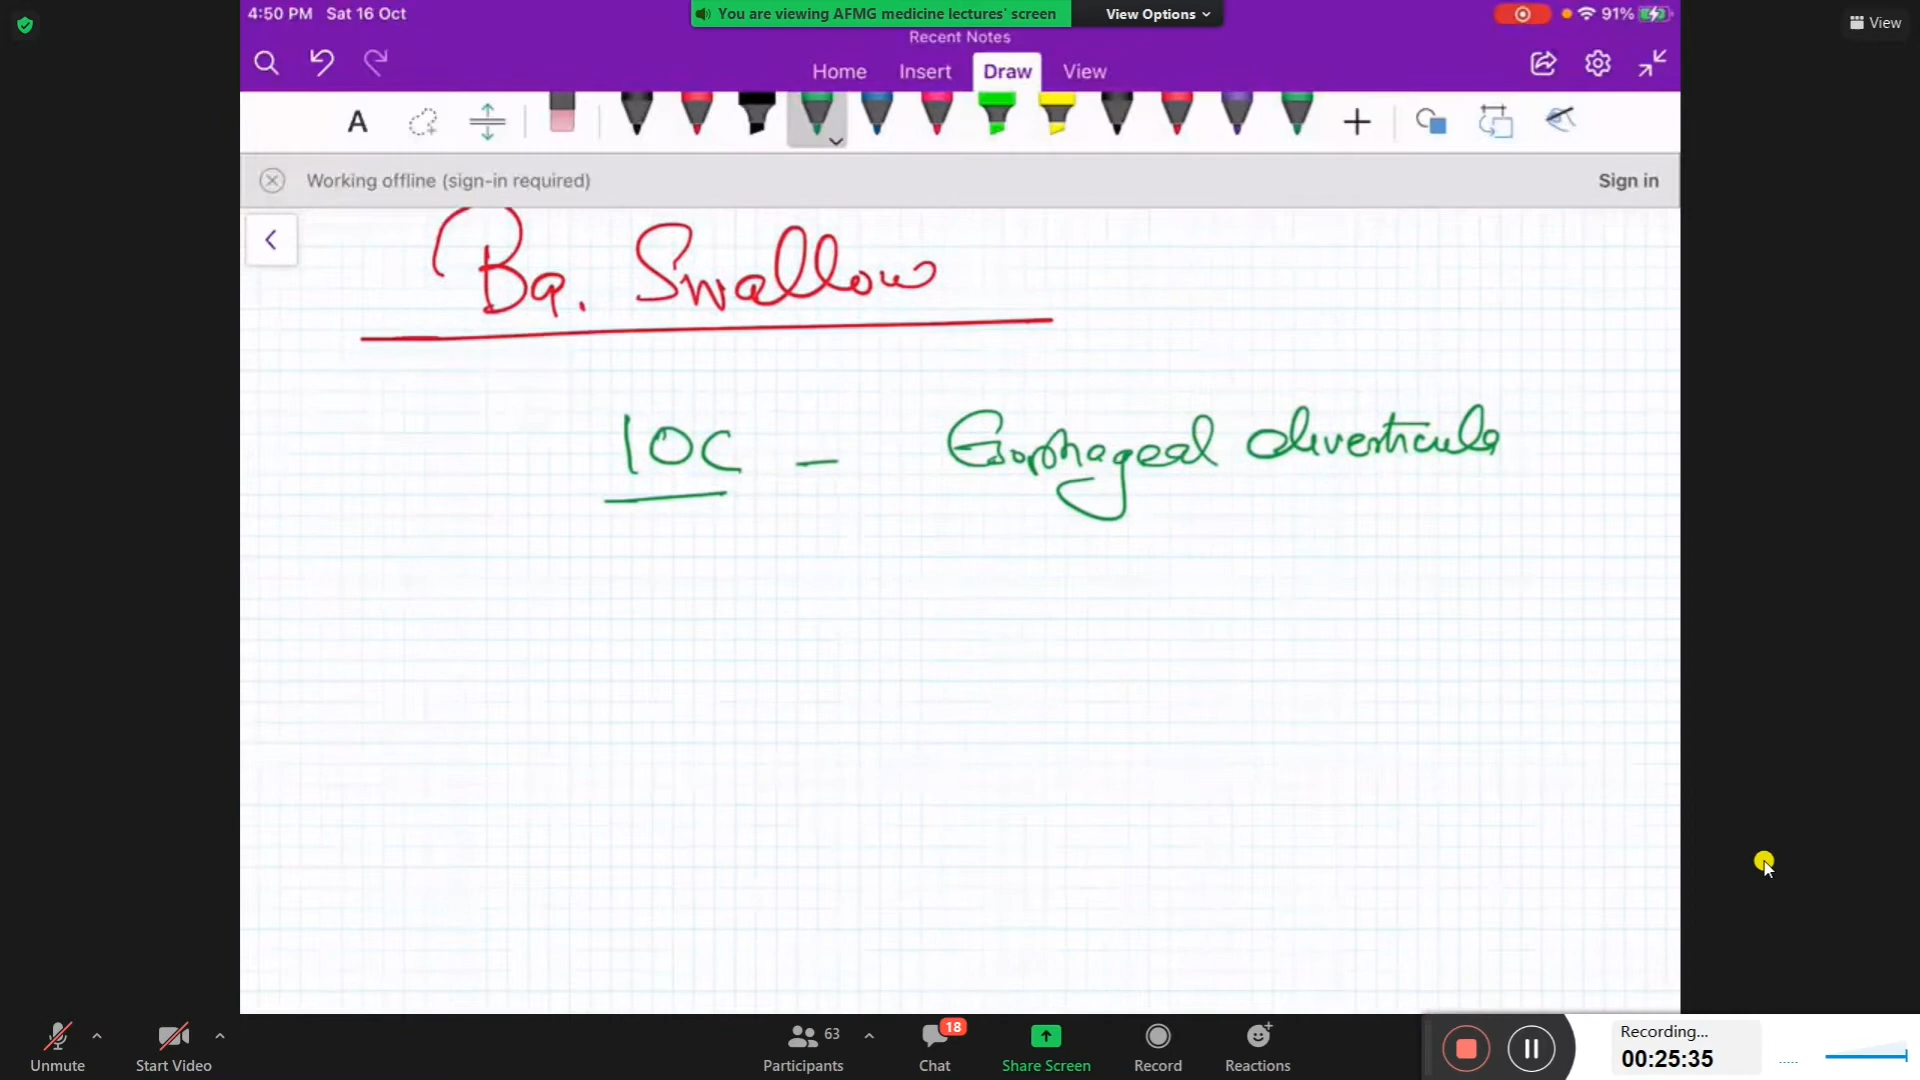 4:50 PM Sat 16 Oct
You are viewing AFMG medicine lectures' screen
View Options
91%
View
Recent Notes
Home Insert Draw View
A
Working offline (sign-in required)
Sign in
Ba. Swallow
IOC - Esophageal diverticula
Unmute
Start Video
63
Participants
18
Chat
Share Screen
Record
Reactions
Recording...
00:25:35